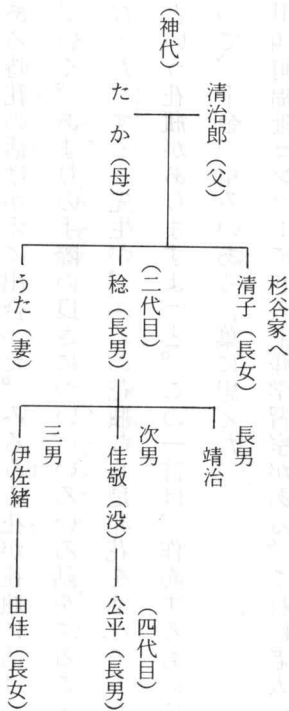 (神代)
清治郎(父)
たか(母)
杉谷家へ
清子(長女)
(二代目)
稔(長男)
うた(妻)
長男
靖治
次男
佳敬(没)
三男
伊佐緒
(四代目)
公平(長男)
由佳(長女)